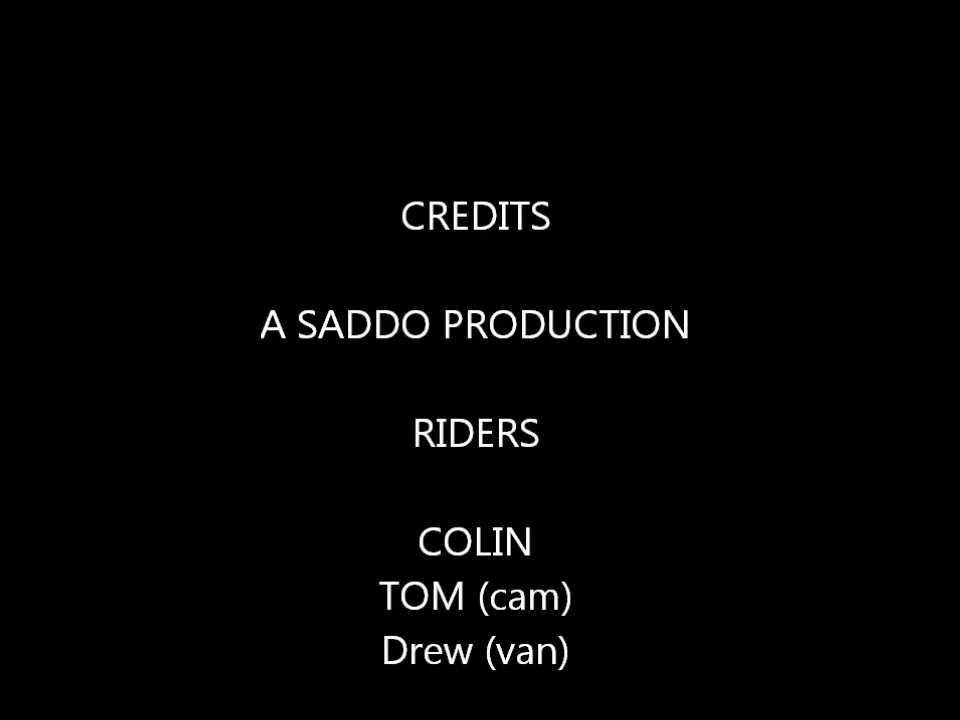 CREDITS
A SADDO PRODUCTION
RIDERS
COLIN
TOM (cam)
Drew (van)